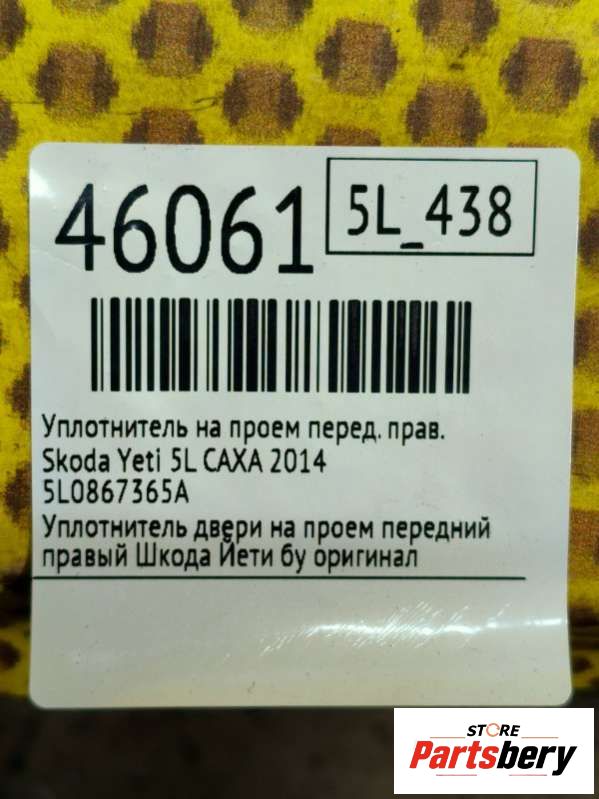 46061
5L_438
Уплотнитель на проем перед. прав.
Skoda Yeti 5L CAXA 2014
5L0867365A
Уплотнитель двери на проем передний
правый Шкода Йети бу оригинал
STORE
Partsbery